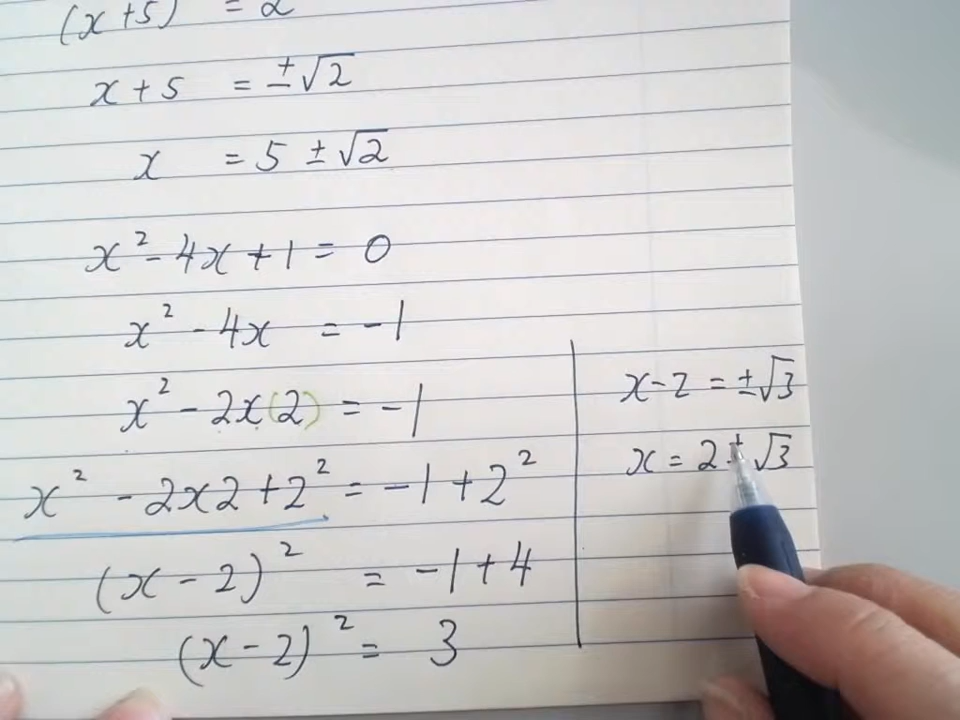 (x+5) = 2
x+5 = ±√2
x = 5 ±√2
x² - 4x + 1 = 0
x² - 4x = -1
x² - 2x(2) = -1
x² - 2x2 + 2² = -1 + 2²
(x - 2)² = -1 + 4
(x - 2)² = 3
x - 2 = ±√3
x = 2 ± √3